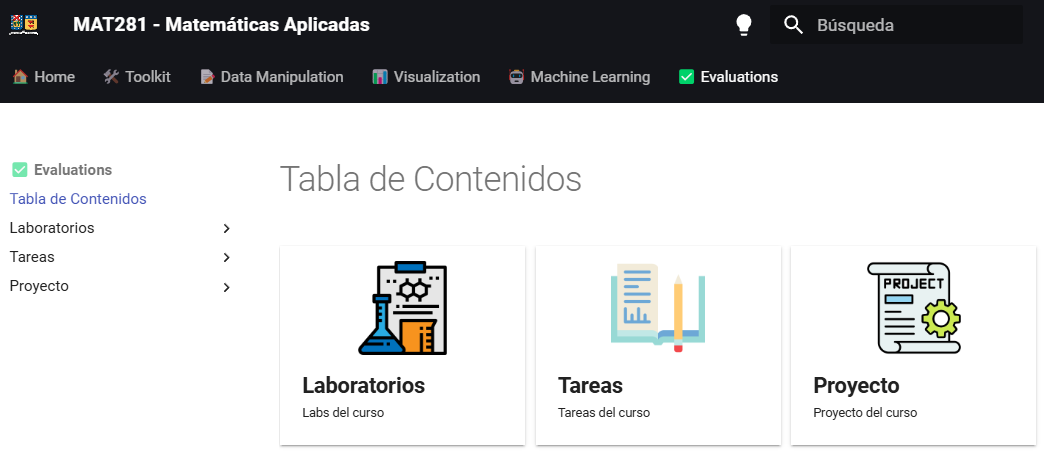 MAT281 - Matemáticas Aplicadas
Búsqueda
Home Toolkit Data Manipulation Visualization Machine Learning Evaluations
Evaluations
Tabla de Contenidos
Laboratorios
Tareas
Proyecto
Tabla de Contenidos
PROJECT
Laboratorios
Labs del curso
Tareas
Tareas del curso
Proyecto
Proyecto del curso